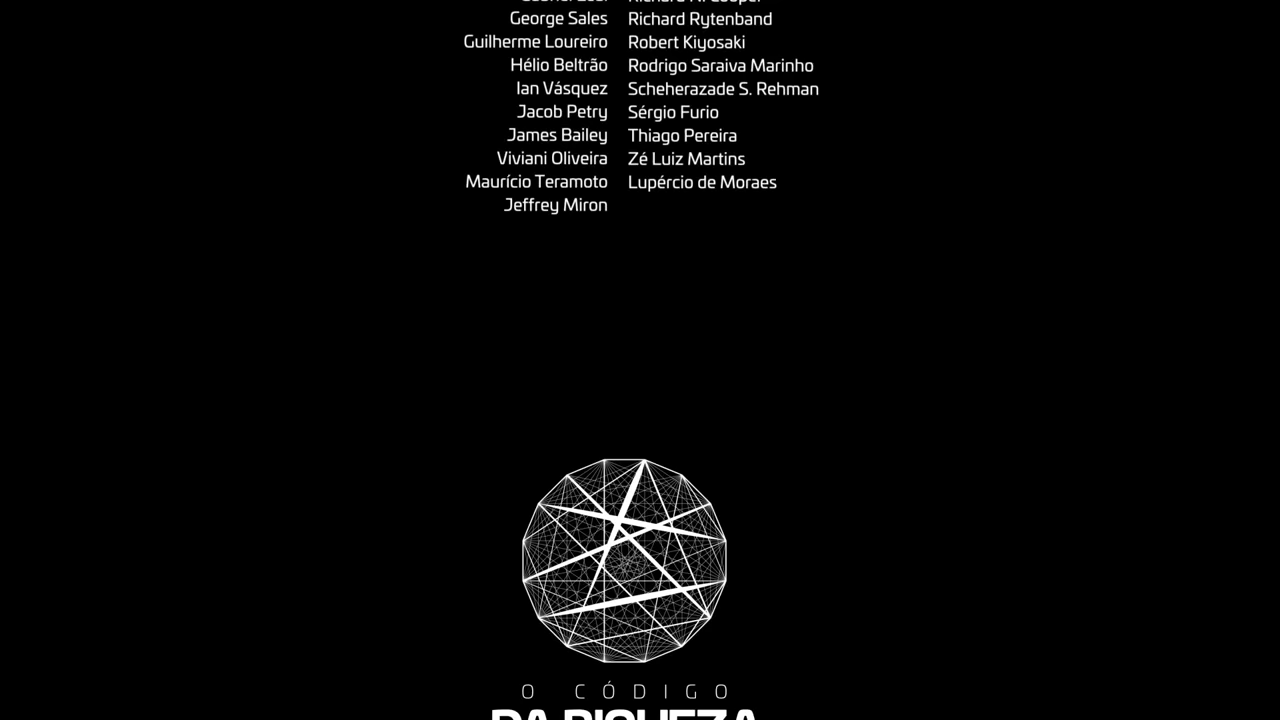 George Sales Richard Rytenband
Guilherme Loureiro Robert Kiyosaki
Hélio Beltrão Rodrigo Saraiva Marinho
Ian Vásquez Scheherazade S. Rehman
Jacob Petry Sérgio Furio
James Bailey Thiago Pereira
Viviani Oliveira Zé Luiz Martins
Maurício Teramoto Lupércio de Moraes
Jeffrey Miron
O CÓDIGO
DA RIQUEZA